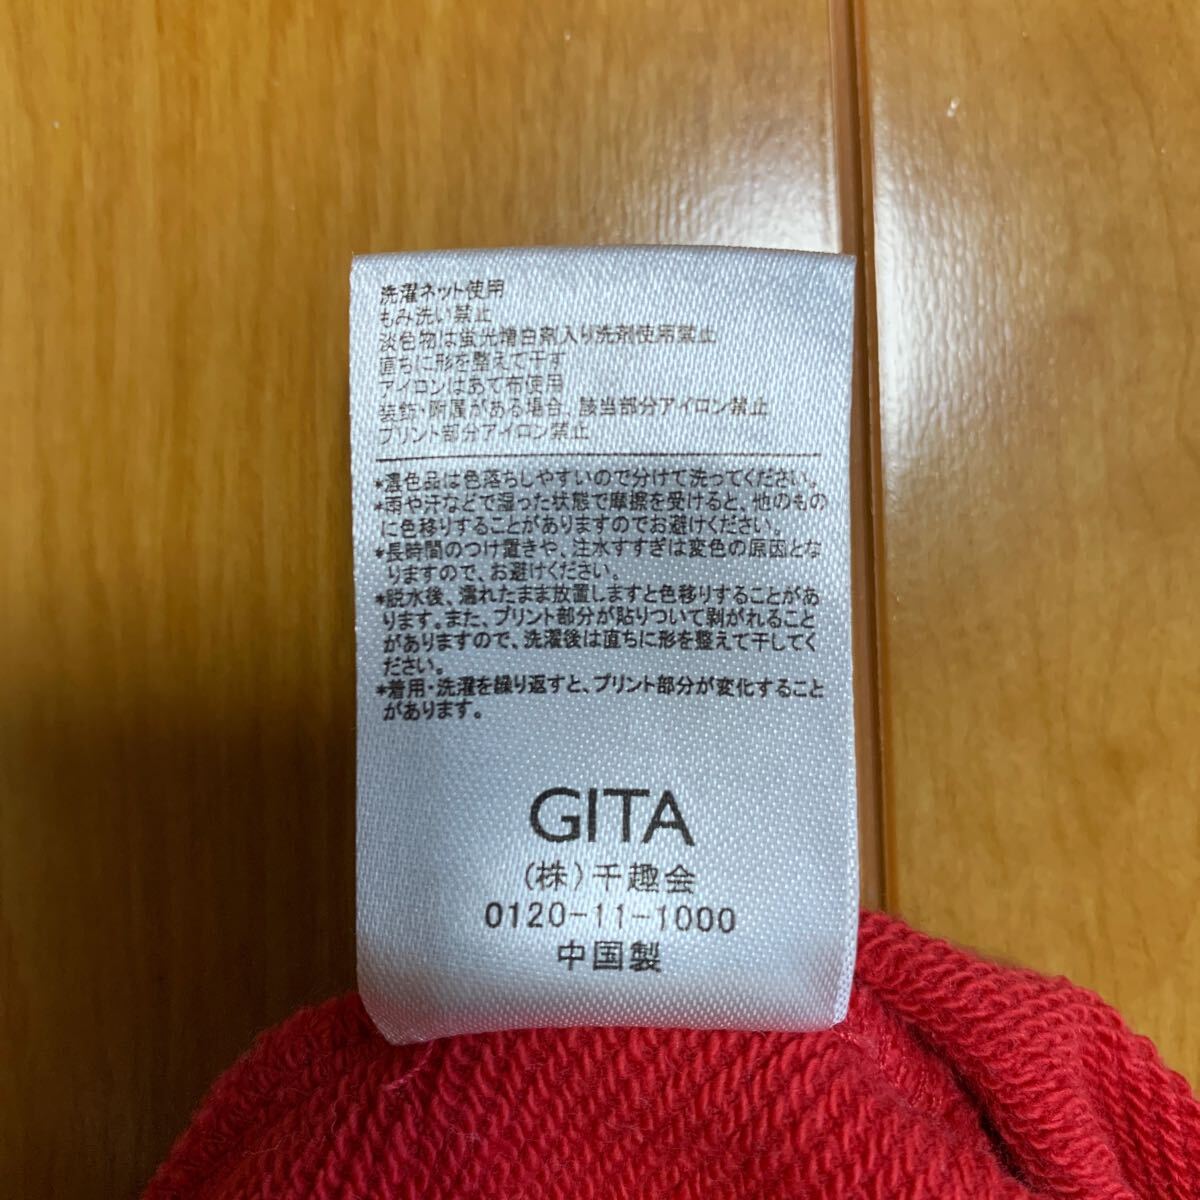 洗濯ネット使用
もみ洗い禁止
淡色物は蛍光増白剤入り洗剤使用禁止
直ちに形を整えて干す
アイロンはあて布使用
装飾・附属がある場合、該当部分アイロン禁止
プリント部分アイロン禁止
*濃色品は色落ちしやすいので分けて洗ってください。
*雨や汗などで湿った状態で摩擦を受けると、他のもの
に色移りすることがありますのでお避けください。
*長時間のつけ置きや、注水すすぎは変色の原因とな
りますので、お避けください。
*脱水後、濡れたまま放置しますと色移りすることがあ
ります。また、プリント部分が貼りついて剥がれること
がありますので、洗濯後は直ちに形を整えて干してく
ださい。
*着用・洗濯を繰り返すと、プリント部分が変化すること
があります。
GITA
(株)千趣会
0120-11-1000
中国製